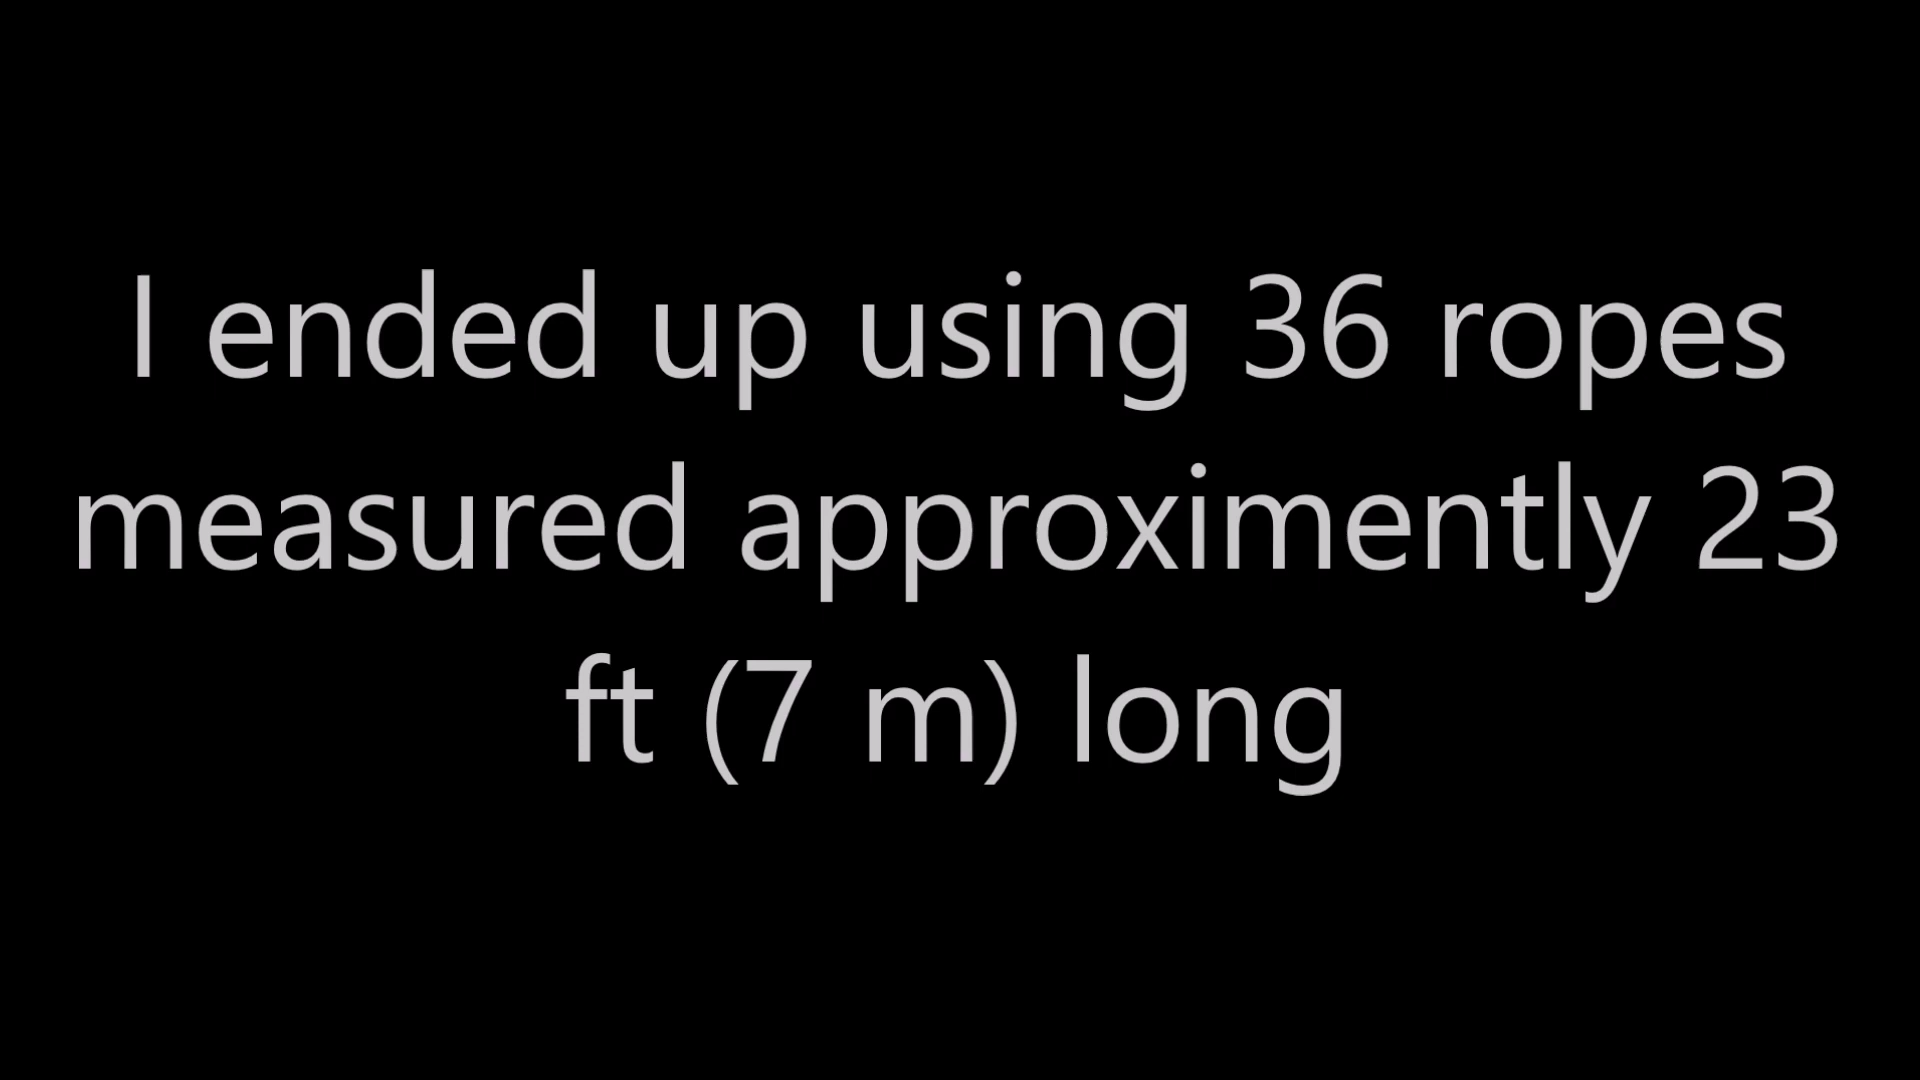 I ended up using 36 ropes
measured approximently 23
ft (7 m) long